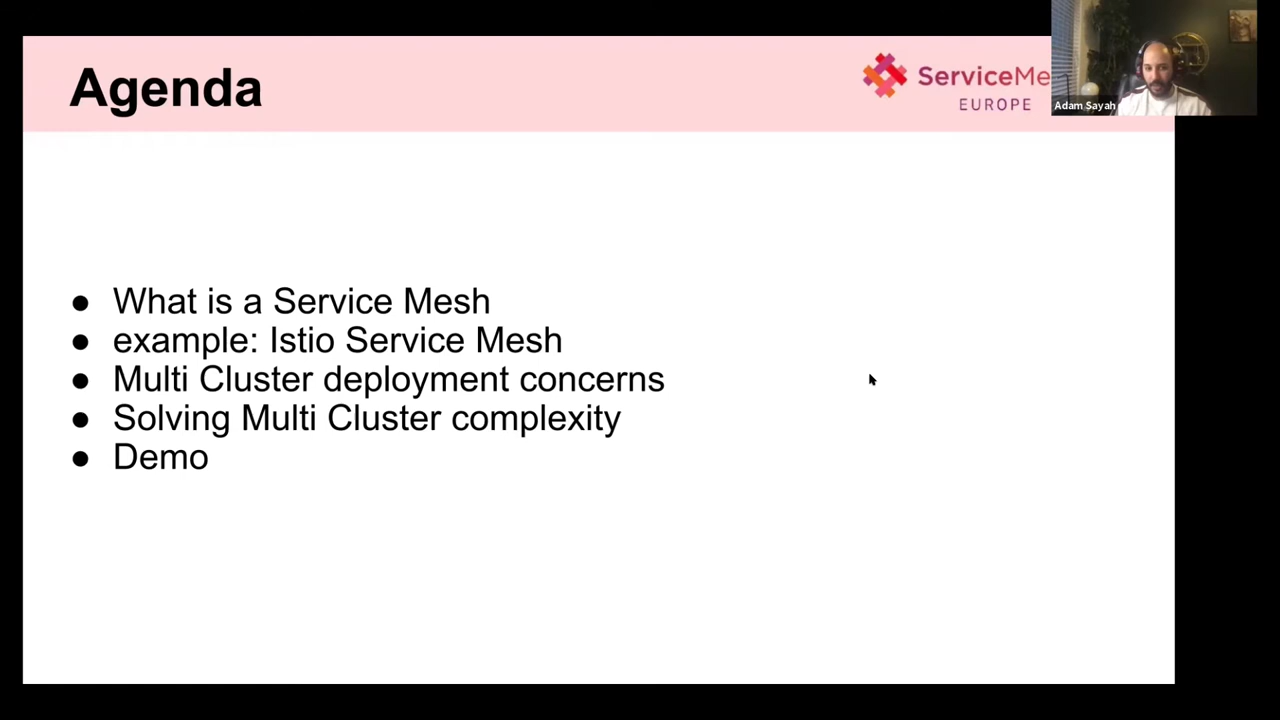 Agenda
ServiceMe
EUROPE
Adam Sayah
● What is a Service Mesh
● example: Istio Service Mesh
● Multi Cluster deployment concerns
● Solving Multi Cluster complexity
● Demo